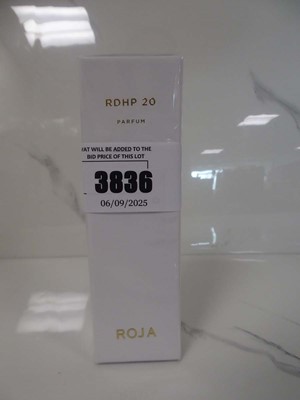 RDHP 20
PARFUM
AT WILL BE ADDED TO THE
BID PRICE OF THIS LOT
3836
06/09/2025
ROJA